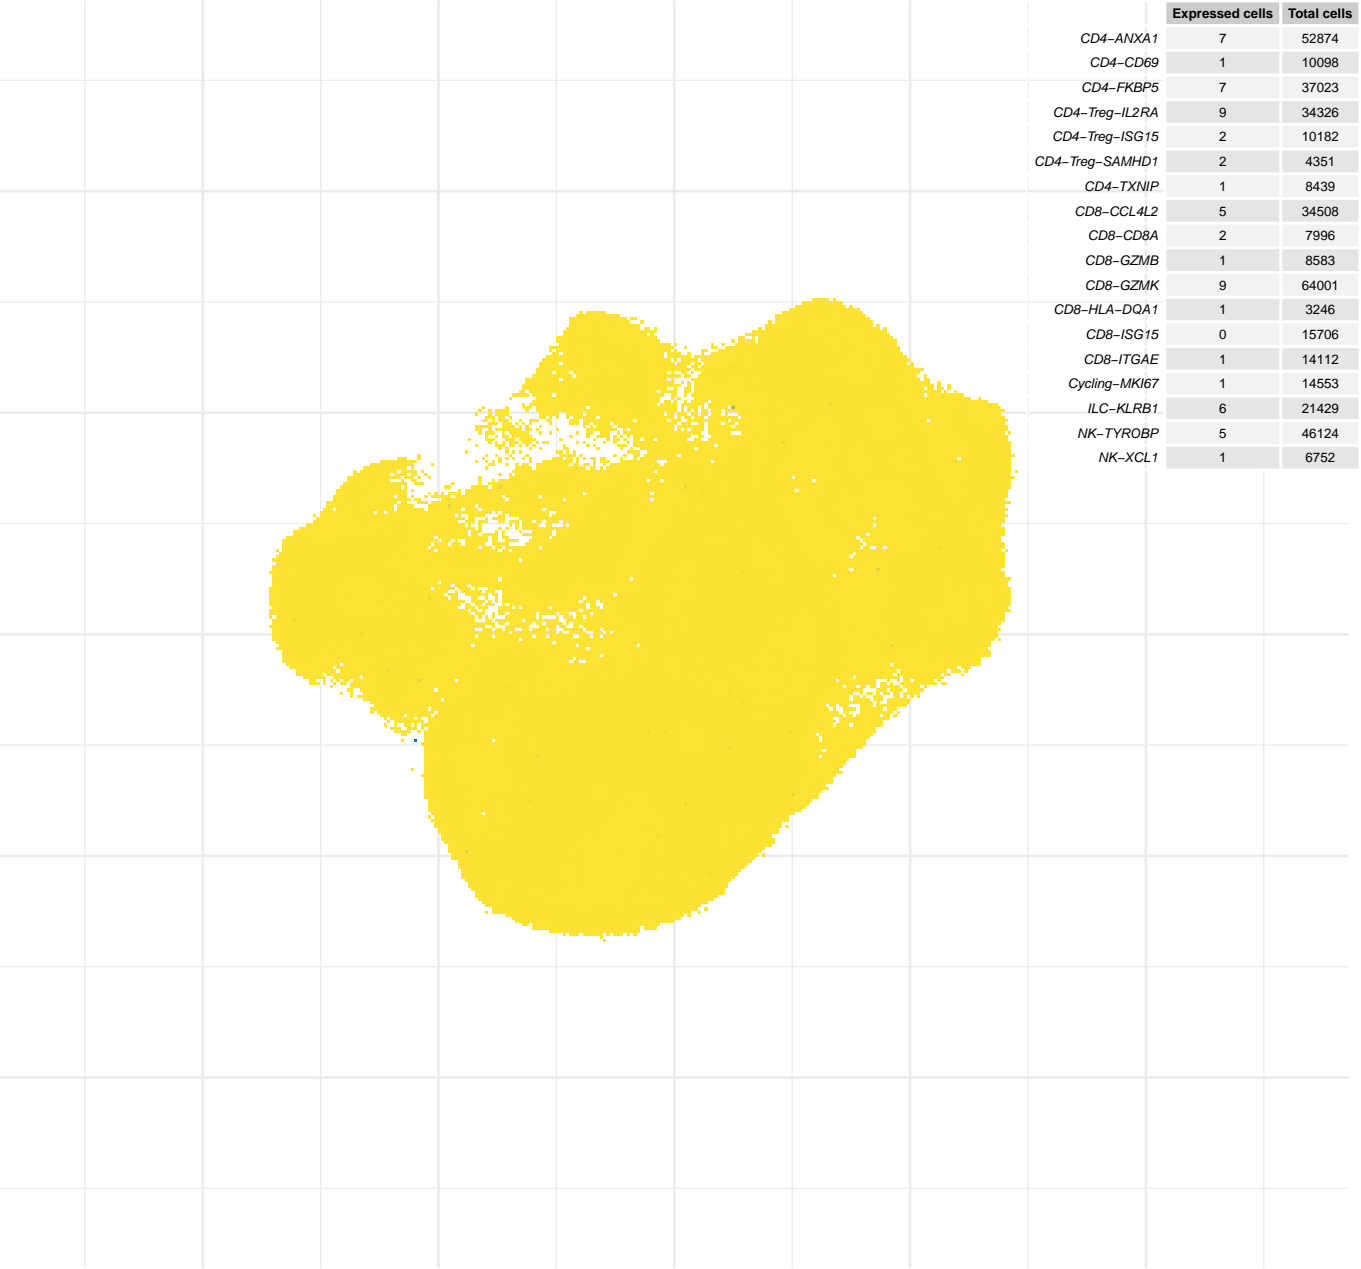 Expressed cells Total cells
CD4−ANXA1 7 52874
CD4−CD69 1 10098
CD4−FKBP5 7 37023
CD4−Treg−IL2RA 9 34326
CD4−Treg−ISG15 2 10182
CD4−Treg−SAMHD1 2 4351
CD4−TXNIP 1 8439
CD8−CCL4L2 5 34508
CD8−CD8A 2 7996
CD8−GZMB 1 8583
CD8−GZMK 9 64001
CD8−HLA−DQA1 1 3246
CD8−ISG15 0 15706
CD8−ITGAE 1 14112
Cycling−MKI67 1 14553
ILC−KLRB1 6 21429
NK−TYROBP 5 46124
NK−XCL1 1 6752